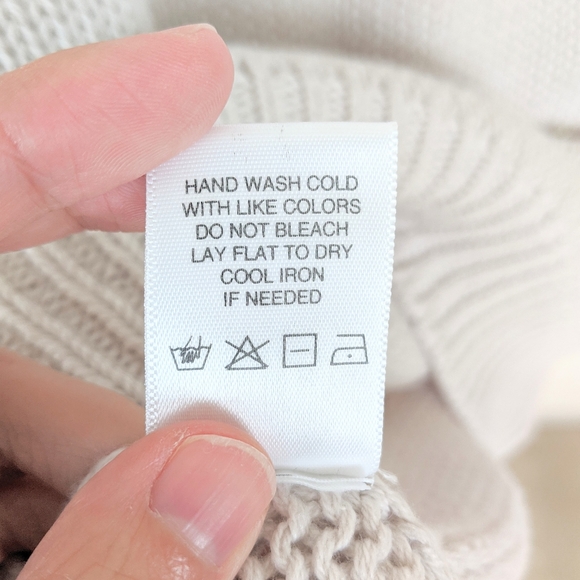 HAND WASH COLD
WITH LIKE COLORS
DO NOT BLEACH
LAY FLAT TO DRY
COOL IRON
IF NEEDED